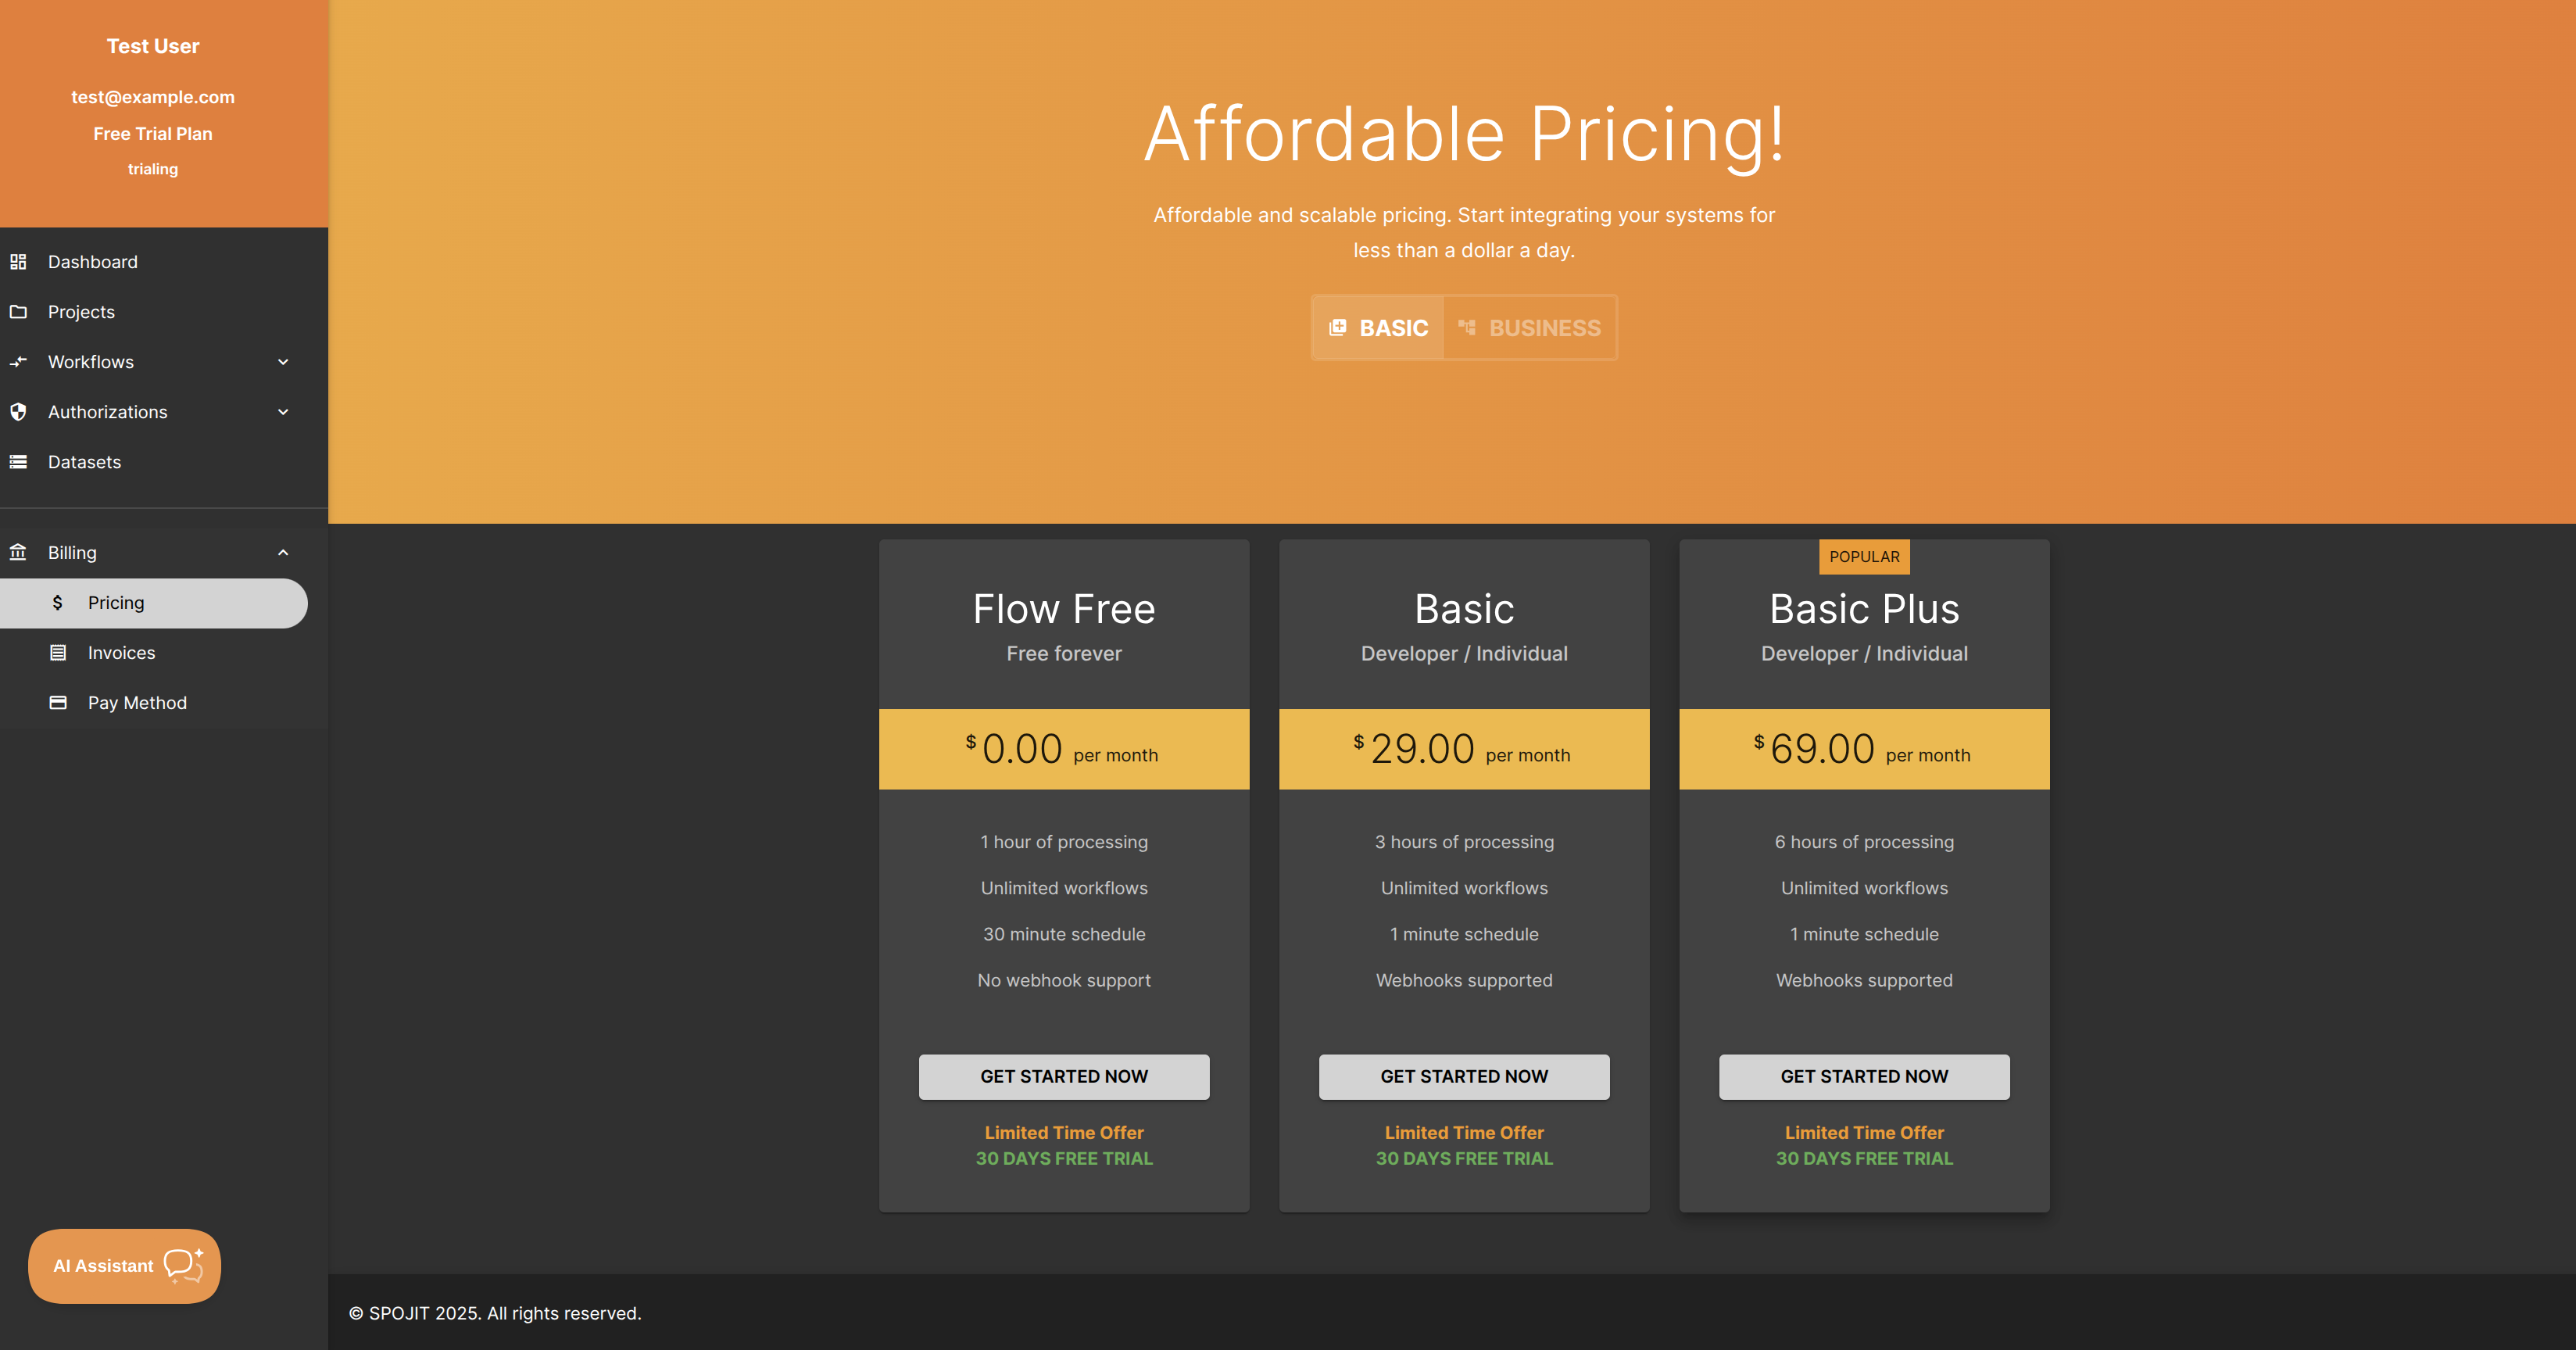 Test User
test@example.com
Free Trial Plan
trialing
Dashboard
Projects
Workflows
Authorizations
Datasets
Billing
Pricing
Invoices
Pay Method
AI Assistant
Affordable Pricing!
Affordable and scalable pricing. Start integrating your systems for
less than a dollar a day.
BASIC
BUSINESS
Flow Free
Free forever
$ 0.00 per month
1 hour of processing
Unlimited workflows
30 minute schedule
No webhook support
GET STARTED NOW
Limited Time Offer
30 DAYS FREE TRIAL
Basic
Developer / Individual
$ 29.00 per month
3 hours of processing
Unlimited workflows
1 minute schedule
Webhooks supported
GET STARTED NOW
Limited Time Offer
30 DAYS FREE TRIAL
POPULAR
Basic Plus
Developer / Individual
$ 69.00 per month
6 hours of processing
Unlimited workflows
1 minute schedule
Webhooks supported
GET STARTED NOW
Limited Time Offer
30 DAYS FREE TRIAL
© SPOJIT 2025. All rights reserved.